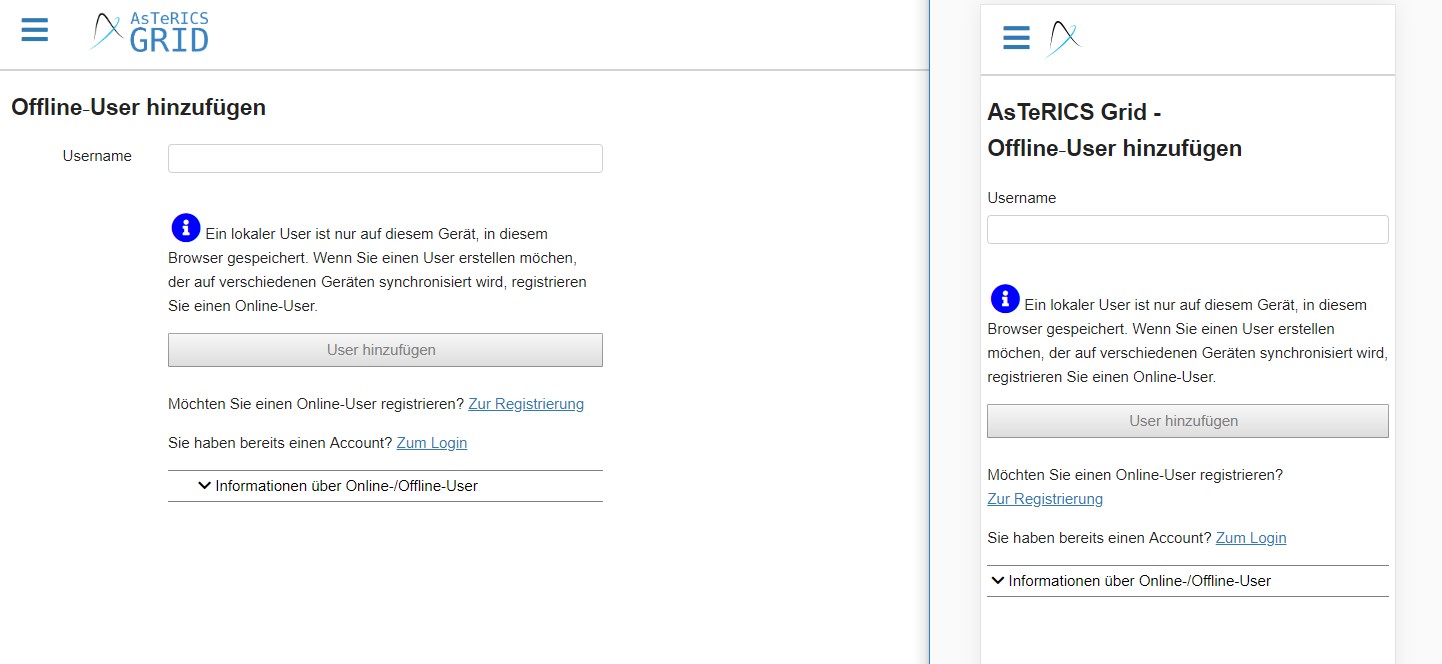 AsTeRICS
GRID
Offline-User hinzufügen
Username
Ein lokaler User ist nur auf diesem Gerät, in diesem
Browser gespeichert. Wenn Sie einen User erstellen möchen,
der auf verschiedenen Geräten synchronisiert wird, registrieren
Sie einen Online-User.
User hinzufügen
Möchten Sie einen Online-User registrieren? Zur Registrierung
Sie haben bereits einen Account? Zum Login
Informationen über Online-/Offline-User
AsTeRICS Grid -
Offline-User hinzufügen
Username
Ein lokaler User ist nur auf diesem Gerät, in diesem
Browser gespeichert. Wenn Sie einen User erstellen
möchen, der auf verschiedenen Geräten synchronisiert wird,
registrieren Sie einen Online-User.
User hinzufügen
Möchten Sie einen Online-User registrieren?
Zur Registrierung
Sie haben bereits einen Account? Zum Login
Informationen über Online-/Offline-User